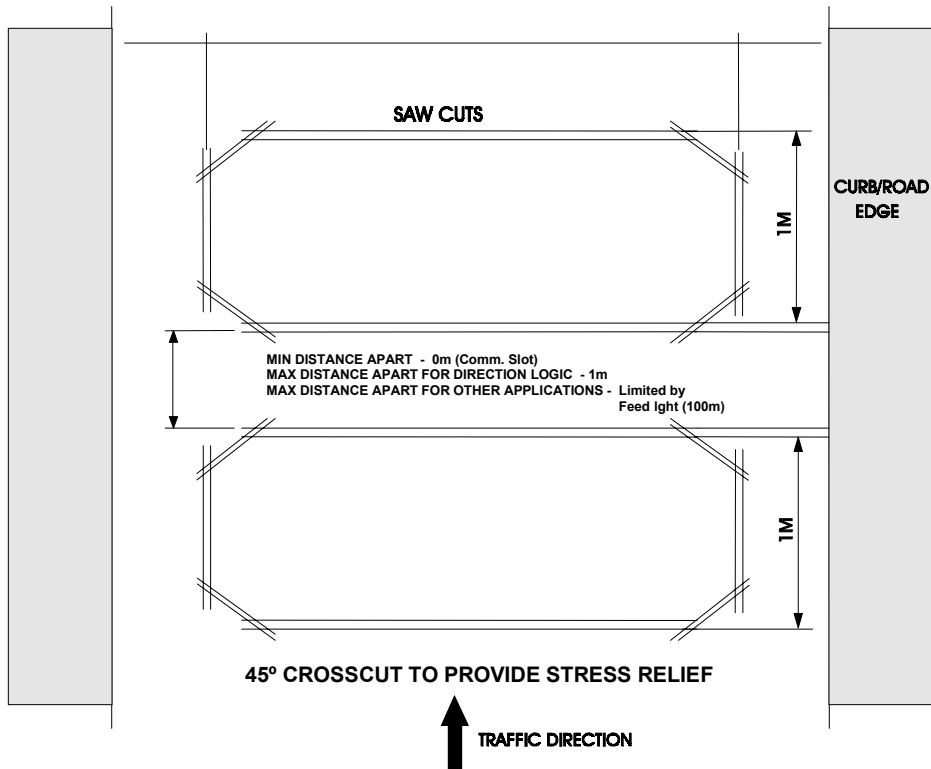 SAW CUTS
CURB/ROAD
EDGE
1M
MIN DISTANCE APART - 0m (Comm. Slot)
MAX DISTANCE APART FOR DIRECTION LOGIC - 1m
MAX DISTANCE APART FOR OTHER APPLICATIONS - Limited by
Feed lght (100m)
1M
45º CROSSCUT TO PROVIDE STRESS RELIEF
TRAFFIC DIRECTION